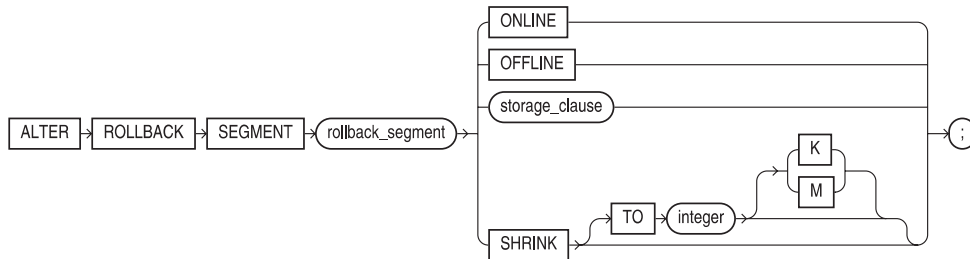 ONLINE
OFFLINE
storage_clause
ALTER ROLLBACK SEGMENT rollback_segment ;
K
M
TO integer
SHRINK